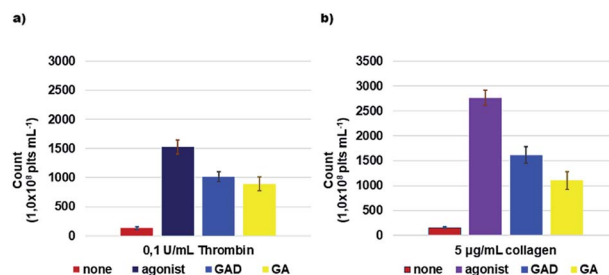 a)
3000
2500
2000
1500
1000
500
0
Count
(1,0x10⁸ plts mL⁻¹)
0,1 U/mL Thrombin
none agonist GAD GA
b)
3500
3000
2500
2000
1500
1000
500
0
Count
(1,0x10⁸ plts mL⁻¹)
5 µg/mL collagen
none agonist GAD GA